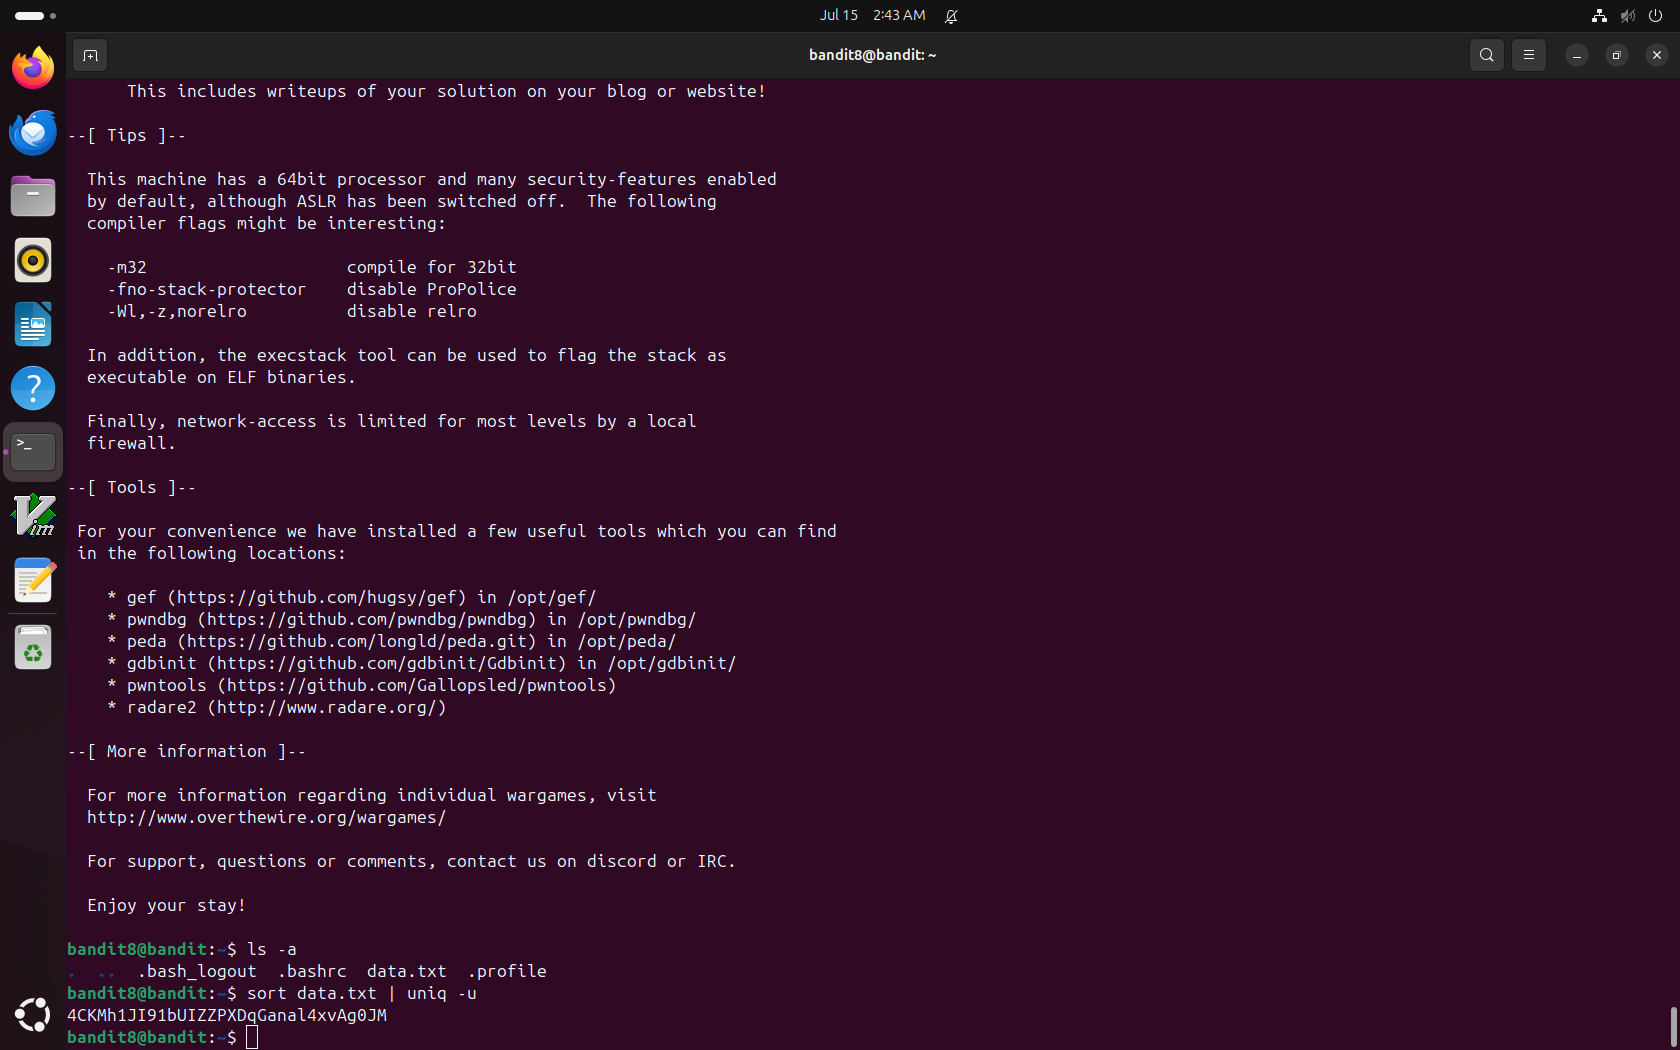 Jul 15 2:43 AM
bandit8@bandit: ~
This includes writeups of your solution on your blog or website!
--[ Tips ]--
This machine has a 64bit processor and many security-features enabled
by default, although ASLR has been switched off.  The following
compiler flags might be interesting:
-m32                    compile for 32bit
-fno-stack-protector    disable ProPolice
-Wl,-z,norelro          disable relro
In addition, the execstack tool can be used to flag the stack as
executable on ELF binaries.
Finally, network-access is limited for most levels by a local
firewall.
--[ Tools ]--
For your convenience we have installed a few useful tools which you can find
in the following locations:
* gef (https://github.com/hugsy/gef) in /opt/gef/
* pwndbg (https://github.com/pwndbg/pwndbg) in /opt/pwndbg/
* peda (https://github.com/longld/peda.git) in /opt/peda/
* gdbinit (https://github.com/gdbinit/Gdbinit) in /opt/gdbinit/
* pwntools (https://github.com/Gallopsled/pwntools)
* radare2 (http://www.radare.org/)
--[ More information ]--
For more information regarding individual wargames, visit
http://www.overthewire.org/wargames/
For support, questions or comments, contact us on discord or IRC.
Enjoy your stay!
bandit8@bandit:~$ ls -a
.  ..  .bash_logout  .bashrc  data.txt  .profile
bandit8@bandit:~$ sort data.txt | uniq -u
4CKMh1JI91bUIZZPXDqGanal4xvAg0JM
bandit8@bandit:~$